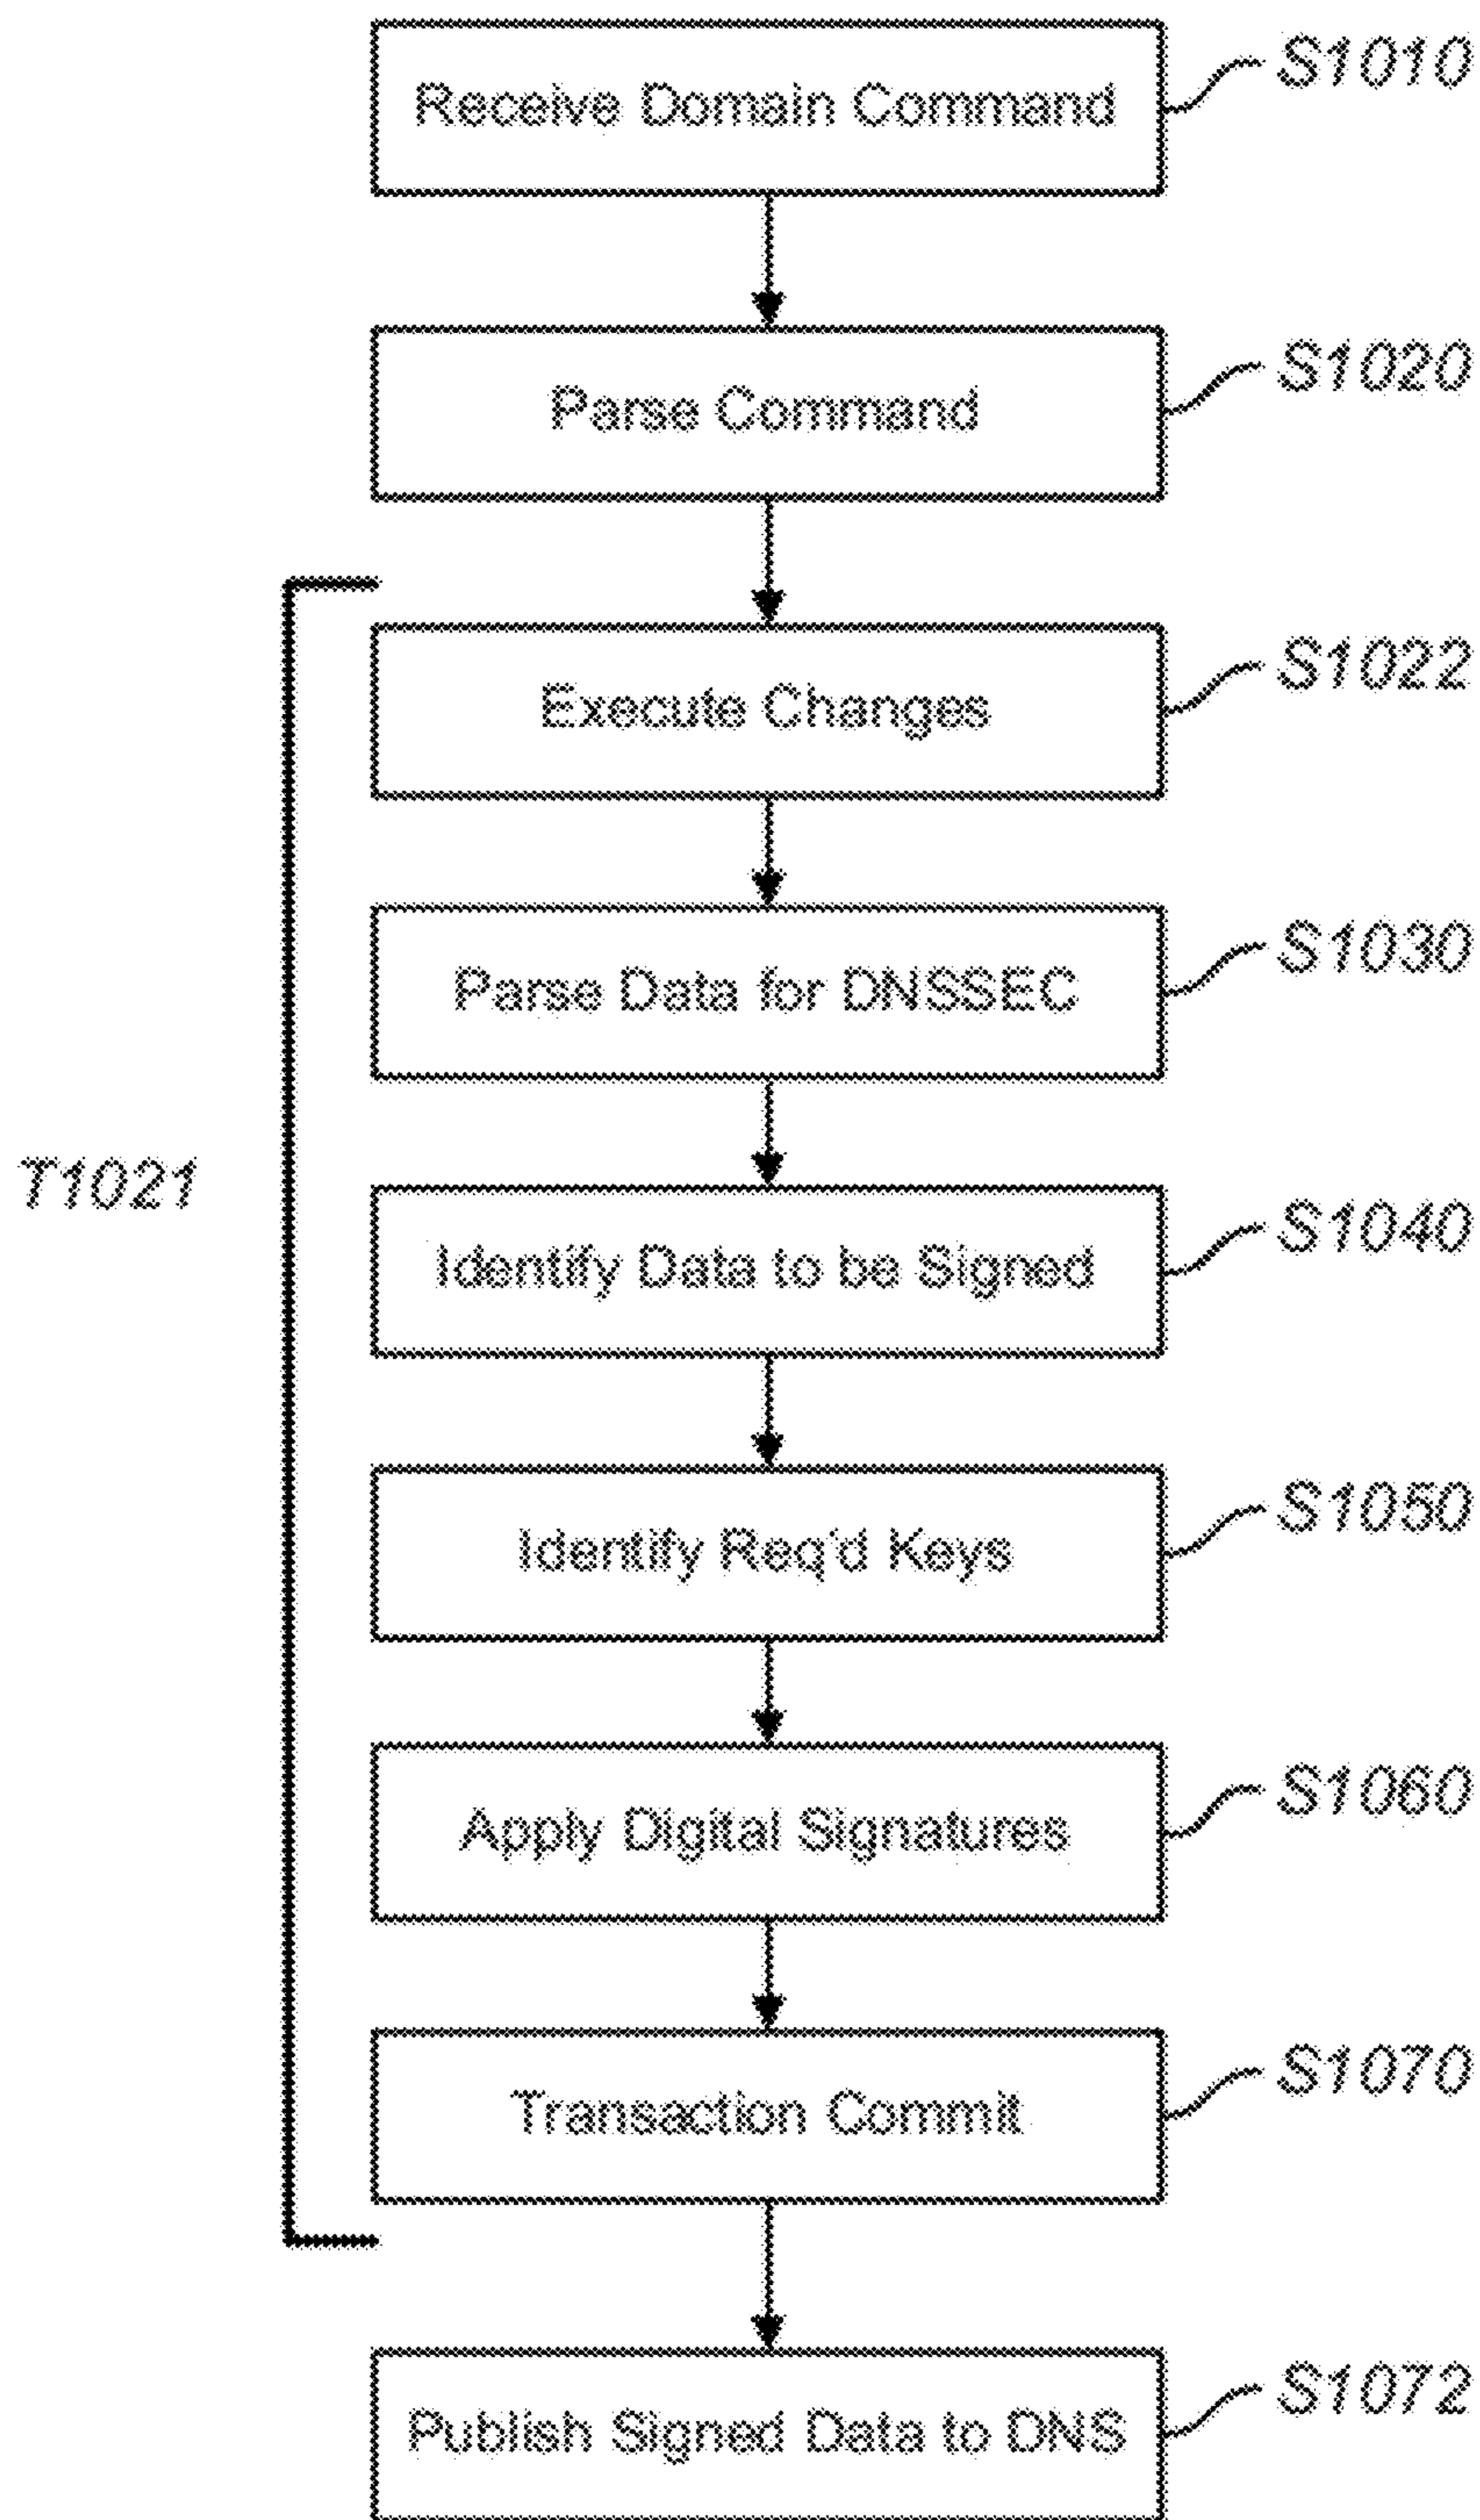 Receive Domain Command
S1010
Parse Command
S1020
Execute Changes
S1022
Parse Data for DNSSEC
S1030
T1021
Identify Data to be Signed
S1040
Identify Req'd Keys
S1050
Apply Digital Signatures
S1060
Transaction Commit
S1070
Publish Signed Data to DNS
S1072